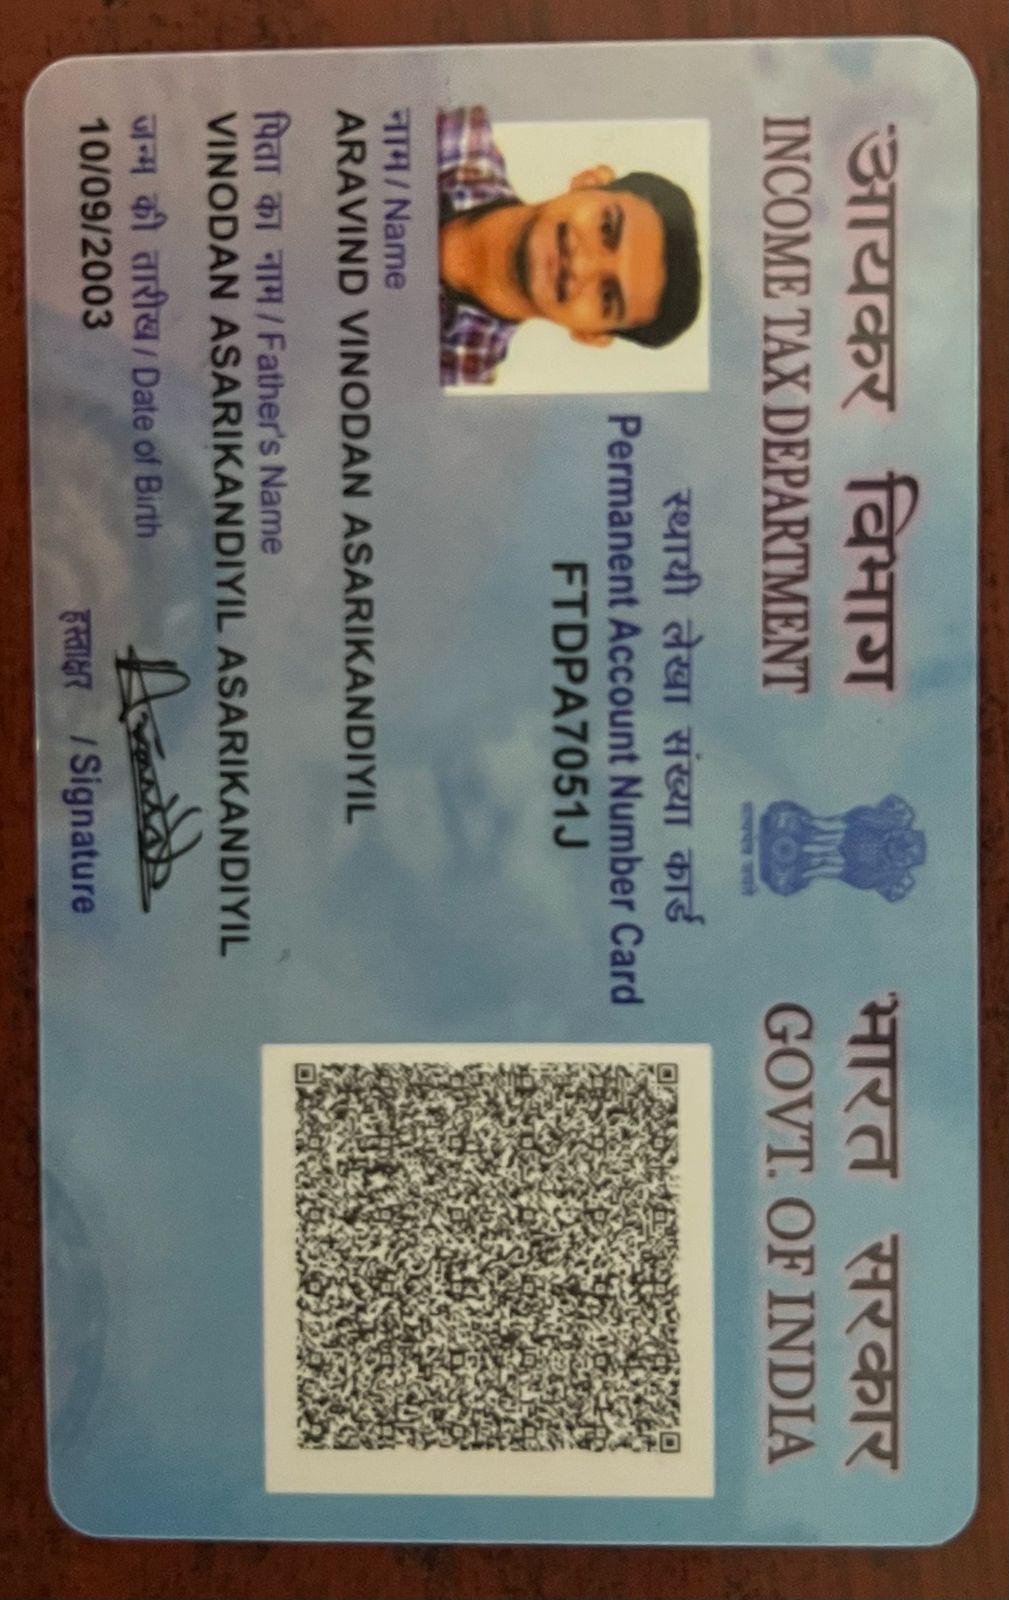 आयकर विभाग
INCOME TAX DEPARTMENT
भारत सरकार
GOVT. OF INDIA
सत्यमेव जयते
स्थायी लेखा संख्या कार्ड
Permanent Account Number Card
FTDPA7051J
नाम / Name
ARAVIND VINODAN ASARIKANDIYIL
पिता का नाम / Father's Name
VINODAN ASARIKANDIYIL ASARIKANDIYIL
जन्म की तारीख / Date of Birth
10/09/2003
हस्ताक्षर / Signature